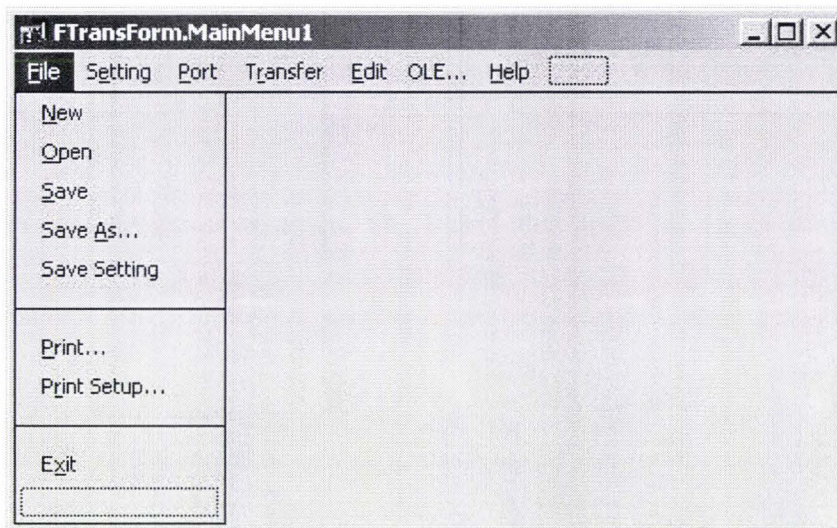 FTransForm.MainMenu1
File Setting Port Transfer Edit OLE... Help
New
Open
Save
Save As...
Save Setting
Print...
Print Setup...
Exit